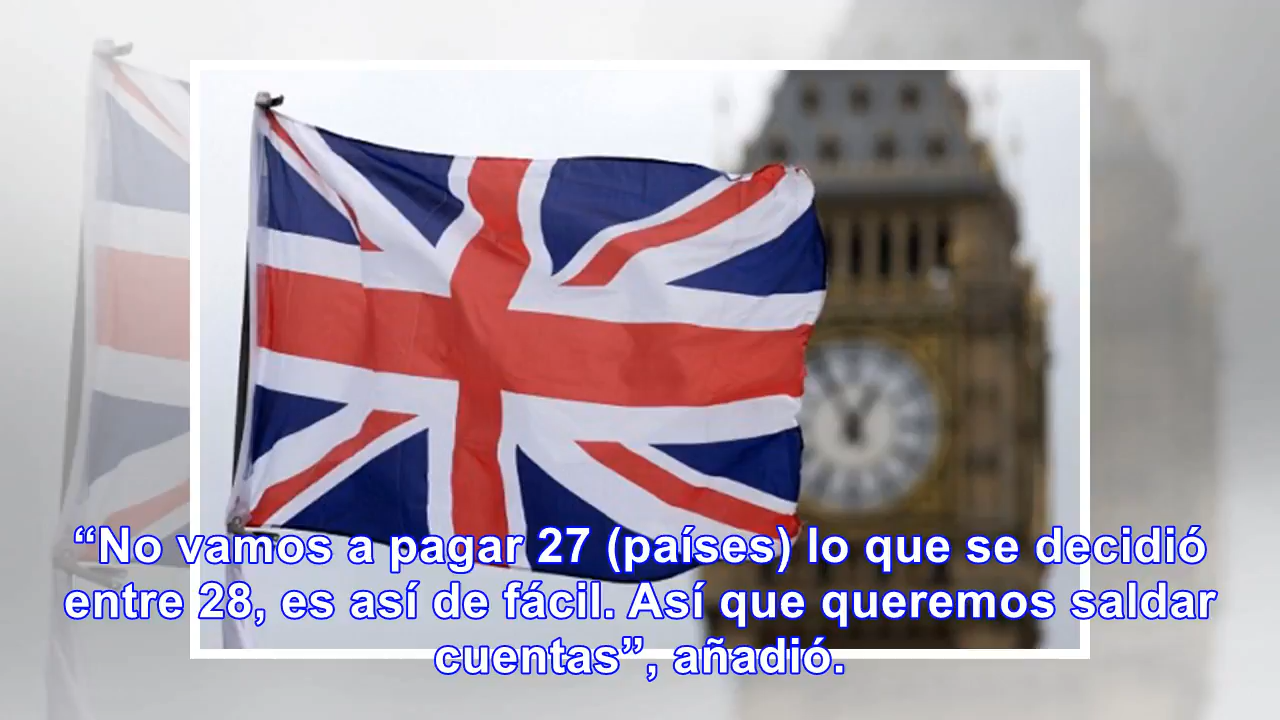 “No vamos a pagar 27 (países) lo que se decidió
entre 28, es así de fácil. Así que queremos saldar
cuentas”, añadió.